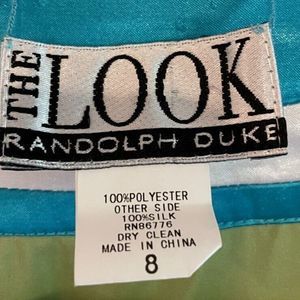 THE LOOK
RANDOLPH DUKE
100%POLYESTER
OTHER SIDE
100%SILK
RN86776
DRY CLEAN
MADE IN CHINA
8